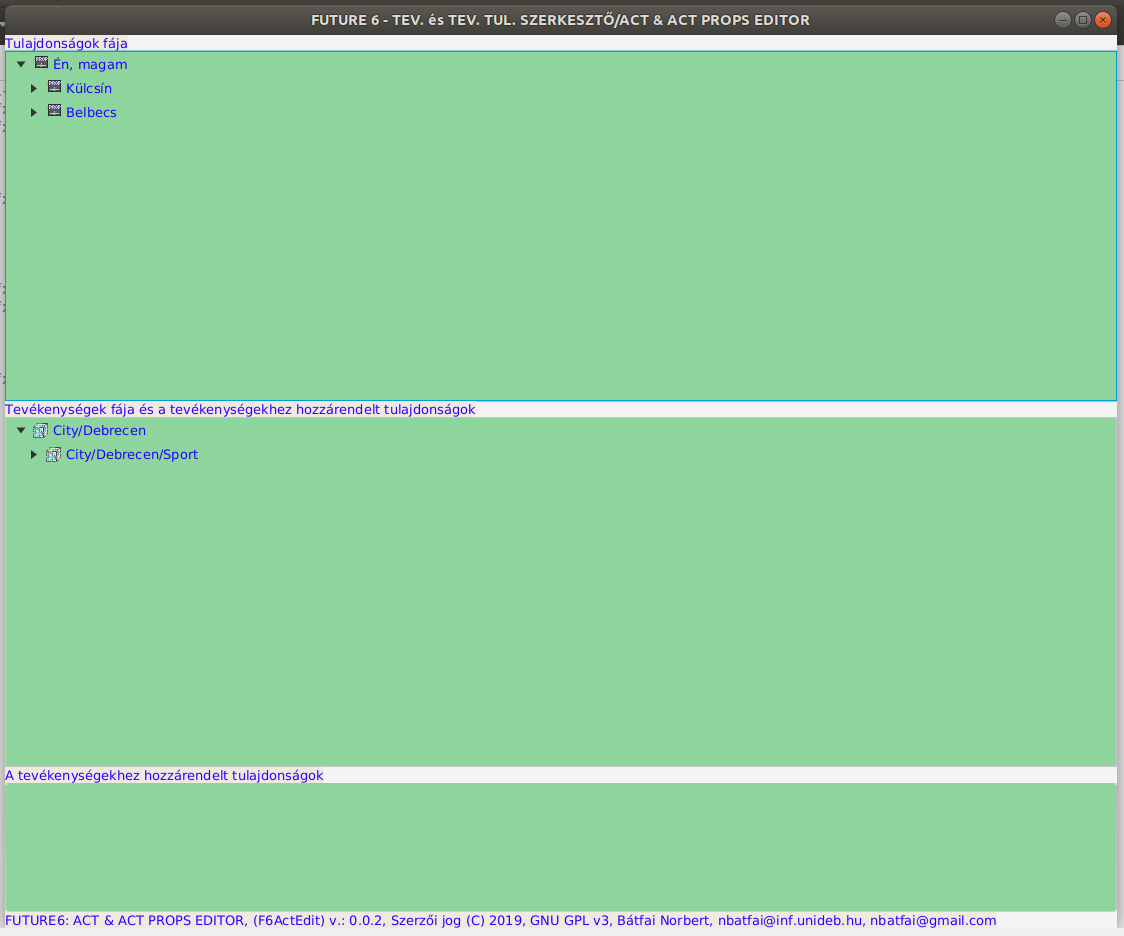 FUTURE 6 - TEV. és TEV. TUL. SZERKESZTŐ/ACT & ACT PROPS EDITOR
Tulajdonságok fája
Én, magam
Külcsín
Belbecs
Tevékenységek fája és a tevékenységekhez hozzárendelt tulajdonságok
City/Debrecen
City/Debrecen/Sport
A tevékenységekhez hozzárendelt tulajdonságok
FUTURE6: ACT & ACT PROPS EDITOR, (F6ActEdit) v.: 0.0.2, Szerzői jog (C) 2019, GNU GPL v3, Bátfai Norbert, nbatfai@inf.unideb.hu, nbatfai@gmail.com